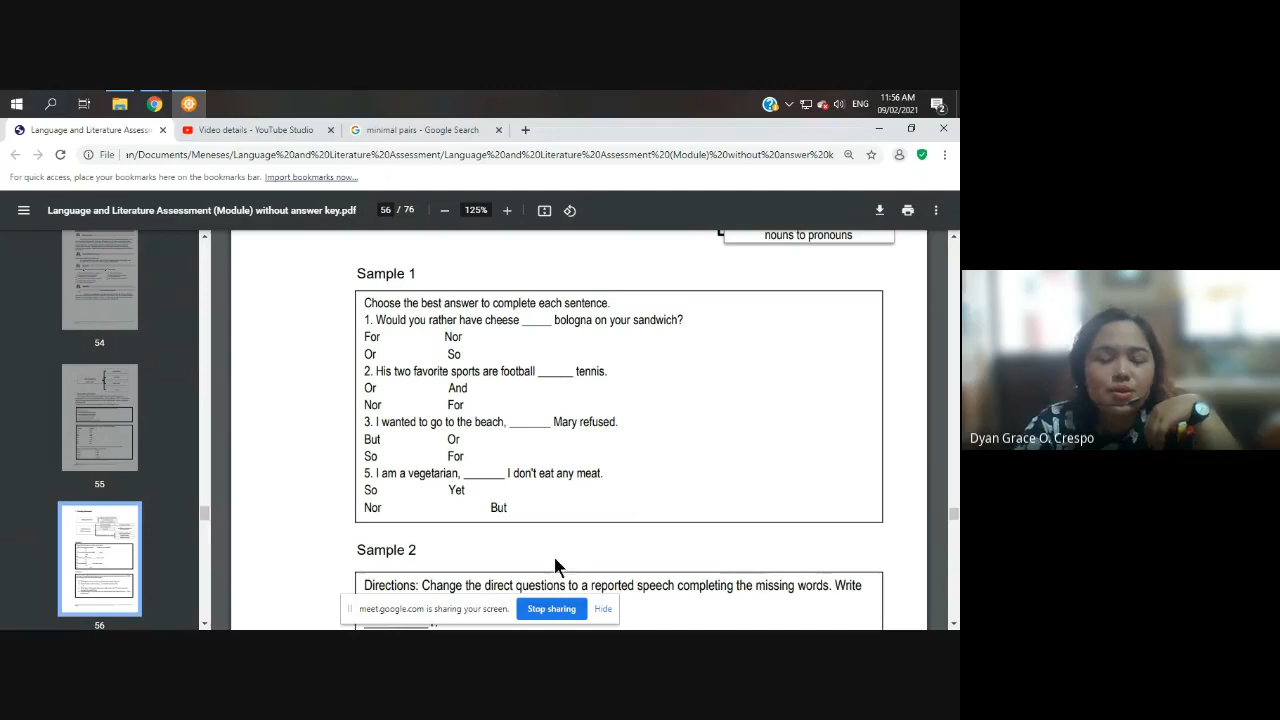 11:56 AM
ENG
09/02/2021
2
Language and Literature Assessm
Video details - YouTube Studio
minimal pairs - Google Search
File
ın/Documents/Meneses/Language%20and%20Literature%20Assessment/Language%20and%20Literature%20Assessment%20(Module)%20without%20answer%20k
For quick access, place your bookmarks here on the bookmarks bar. Import bookmarks now...
Language and Literature Assessment (Module) without answer key.pdf
56 / 76
125%
nouns to pronouns
Sample 1
Choose the best answer to complete each sentence.
1. Would you rather have cheese _____ bologna on your sandwich?
For Nor
Or So
2. His two favorite sports are football ______ tennis.
Or And
Nor For
3. I wanted to go to the beach, _______ Mary refused.
But Or
So For
5. I am a vegetarian, _______ I don't eat any meat.
So Yet
Nor But
Sample 2
Directions: Change the direct questions to a reported speech completing the missing words. Write
meet.google.com is sharing your screen.
Stop sharing
Hide
54
55
56
Dyan Grace O. Crespo